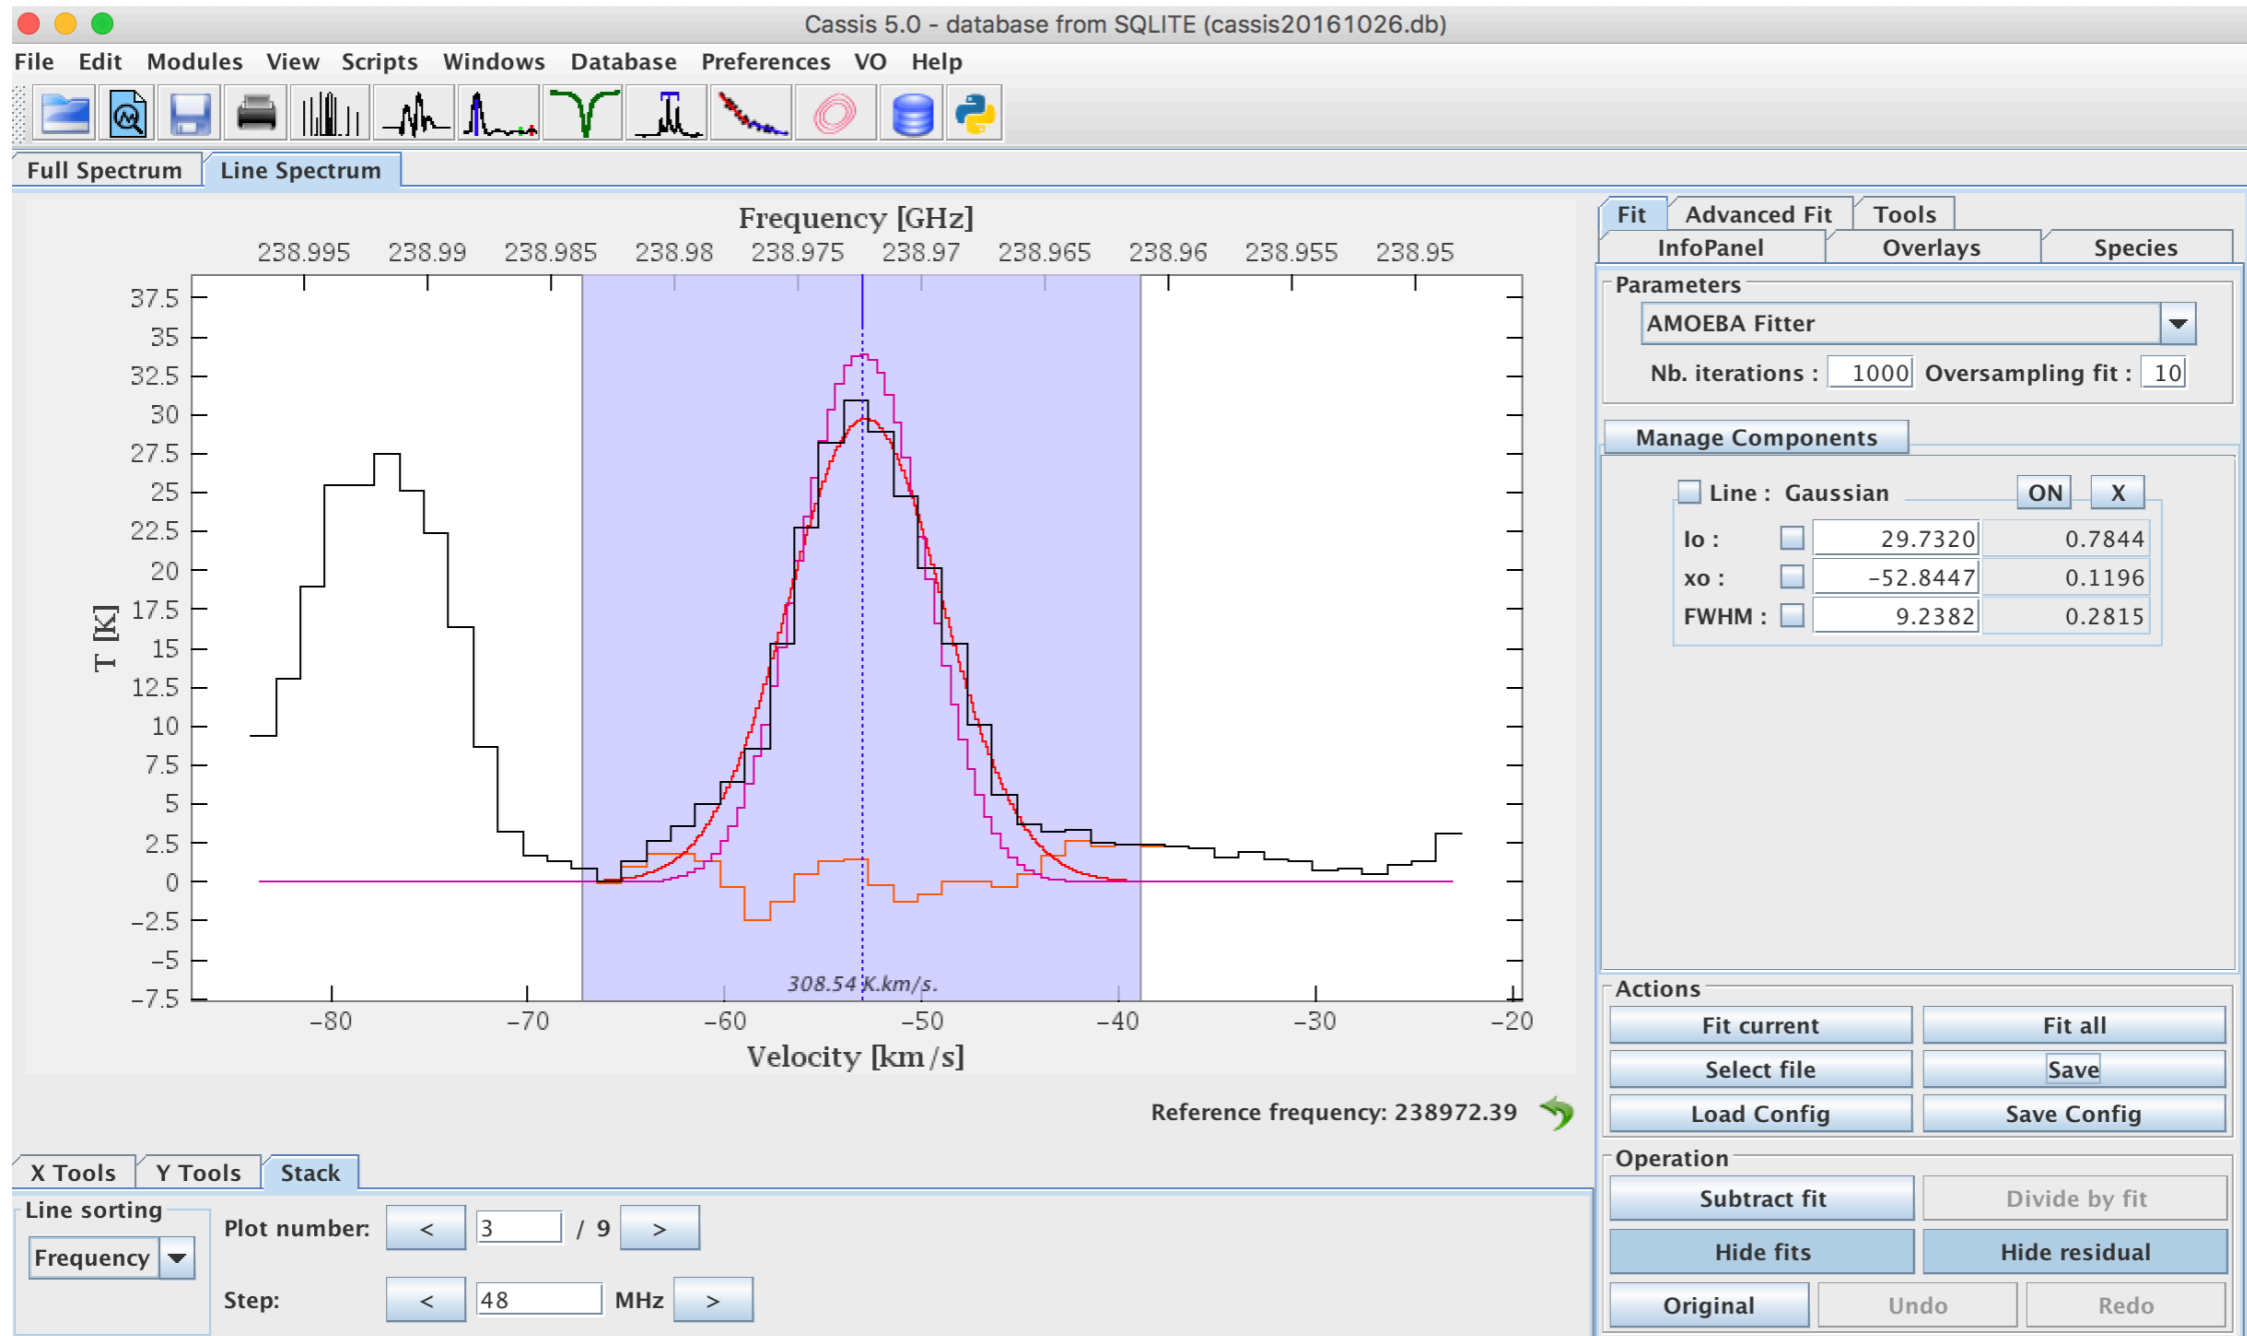 Cassis 5.0 - database from SQLITE (cassis20161026.db)
File Edit Modules View Scripts Windows Database Preferences VO Help
Full Spectrum Line Spectrum
Frequency [GHz]
238.995 238.99 238.985 238.98 238.975 238.97 238.965 238.96 238.955 238.95
37.5
35
32.5
30
27.5
25
22.5
20
17.5
15
12.5
10
7.5
5
2.5
0
-2.5
-5
-7.5
T [K]
308.54 K.km/s.
-80 -70 -60 -50 -40 -30 -20
Velocity [km/s]
Reference frequency: 238972.39
X Tools Y Tools Stack
Line sorting
Frequency
Plot number: < 3 / 9 >
Step: < 48 MHz >
Fit Advanced Fit Tools
InfoPanel Overlays Species
Parameters
AMOEBA Fitter
Nb. iterations : 1000 Oversampling fit : 10
Manage Components
Line : Gaussian ON X
Io : 29.7320 0.7844
xo : -52.8447 0.1196
FWHM : 9.2382 0.2815
Actions
Fit current Fit all
Select file Save
Load Config Save Config
Operation
Subtract fit Divide by fit
Hide fits Hide residual
Original Undo Redo